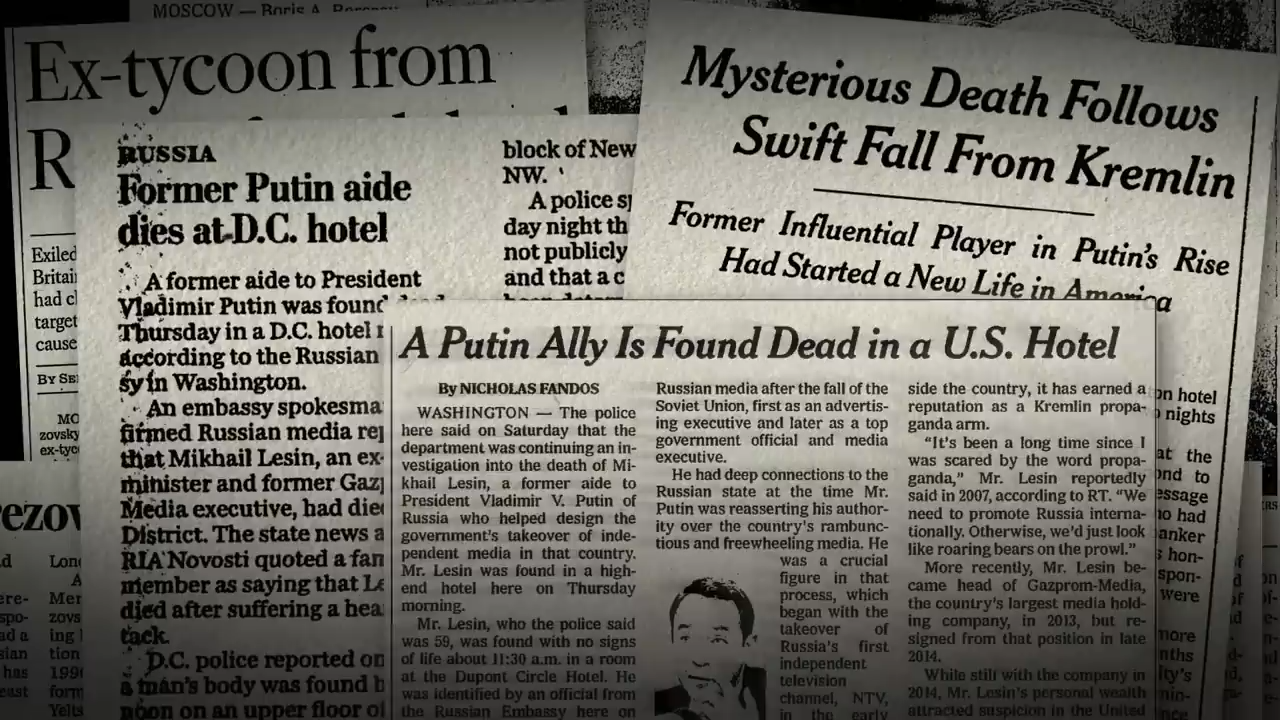 MOSCOW — Boris A.
Ex-tycoon from
R
Exiled
Britai
had cl
target
cause
BY SE
MO
zovsky
ex-tyc
RUSSIA
Former Putin aide
dies at D.C. hotel
A former aide to President
Vladimir Putin was found
Thursday in a D.C. hotel r
according to the Russian
sy in Washington.
An embassy spokesma
firmed Russian media rej
that Mikhail Lesin, an ex-
minister and former Gazj
Media executive, had die
District. The state news a
RIA Novosti quoted a fam
member as saying that Le
died after suffering a hea
tack.
D.C. police reported on
a man's body was found b
noon on an upper floor of
block of New
NW.
A police sj
day night th
not publicly
and that a c
Mysterious Death Follows
Swift Fall From Kremlin
Former Influential Player in Putin's Rise
Had Started a New Life in America
A Putin Ally Is Found Dead in a U.S. Hotel
By NICHOLAS FANDOS
WASHINGTON — The police
here said on Saturday that the
department was continuing an in-
vestigation into the death of Mi-
khail Lesin, a former aide to
President Vladimir V. Putin of
Russia who helped design the
government's takeover of inde-
pendent media in that country.
Mr. Lesin was found in a high-
end hotel here on Thursday
morning.
Mr. Lesin, who the police said
was 59, was found with no signs
of life about 11:30 a.m. in a room
at the Dupont Circle Hotel. He
was identified by an official from
the Russian Embassy here on
Russian media after the fall of the
Soviet Union, first as an advertis-
ing executive and later as a top
government official and media
executive.
He had deep connections to the
Russian state at the time Mr.
Putin was reasserting his author-
ity over the country's rambunc-
tious and freewheeling media. He
was a crucial
figure in that
process, which
began with the
takeover of
Russia's first
independent
television
channel, NTV,
in the early
side the country, it has earned a
reputation as a Kremlin propa-
ganda arm.
"It's been a long time since I
was scared by the word propa-
ganda," Mr. Lesin reportedly
said in 2007, according to RT. "We
need to promote Russia interna-
tionally. Otherwise, we'd just look
like roaring bears on the prowl."
More recently, Mr. Lesin be-
came head of Gazprom-Media,
the country's largest media hold-
ing company, in 2013, but re-
signed from that position in late
2014.
While still with the company in
2014, Mr. Lesin's personal wealth
attracted suspicion in the United
on hotel
nights
at the
ond to
essage
o had
anker
hon-
spon-
were
more
nths
ity's
ezov